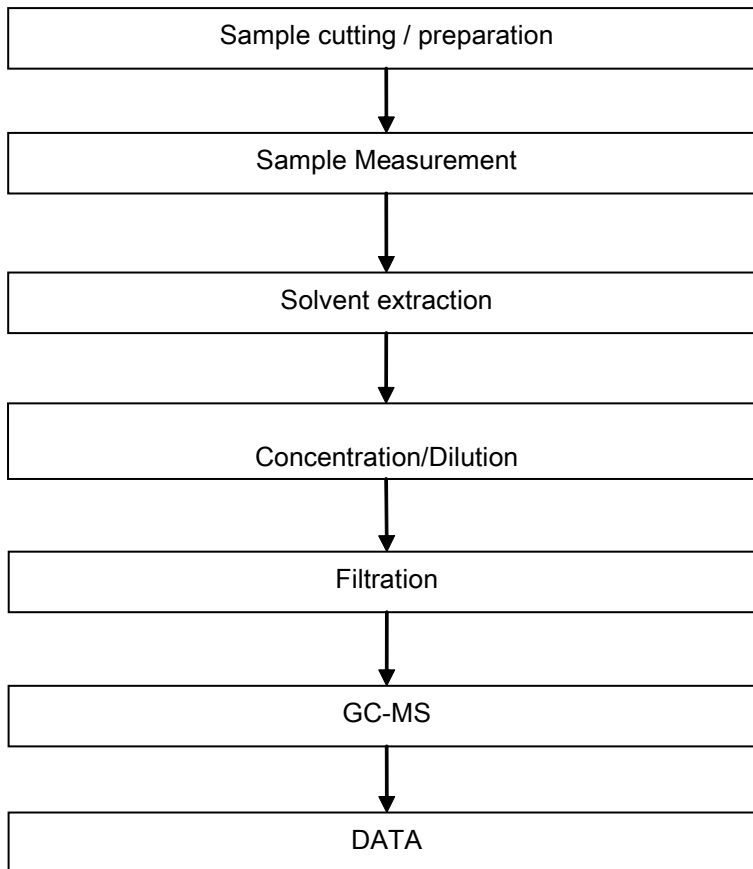 Sample cutting / preparation
Sample Measurement
Solvent extraction
Concentration/Dilution
Filtration
GC-MS
DATA